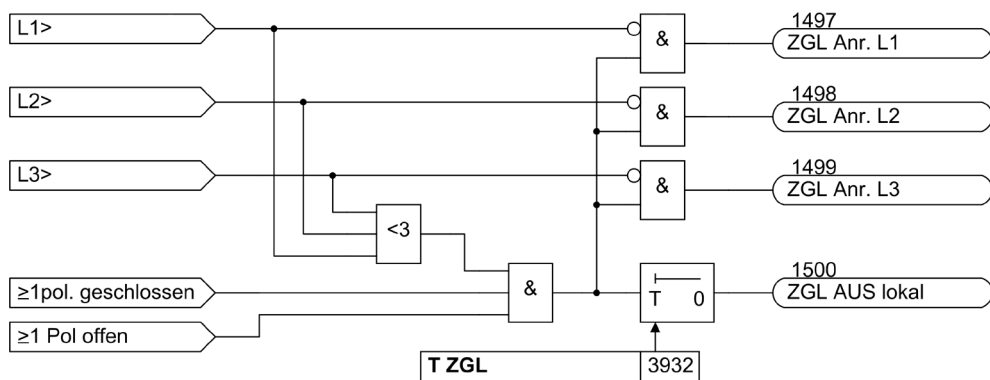 L1>
&
1497
ZGL Anr. L1
L2>
&
1498
ZGL Anr. L2
L3>
&
1499
ZGL Anr. L3
<3
≥1pol. geschlossen
&
T 0
1500
ZGL AUS lokal
≥1 Pol offen
T ZGL 3932